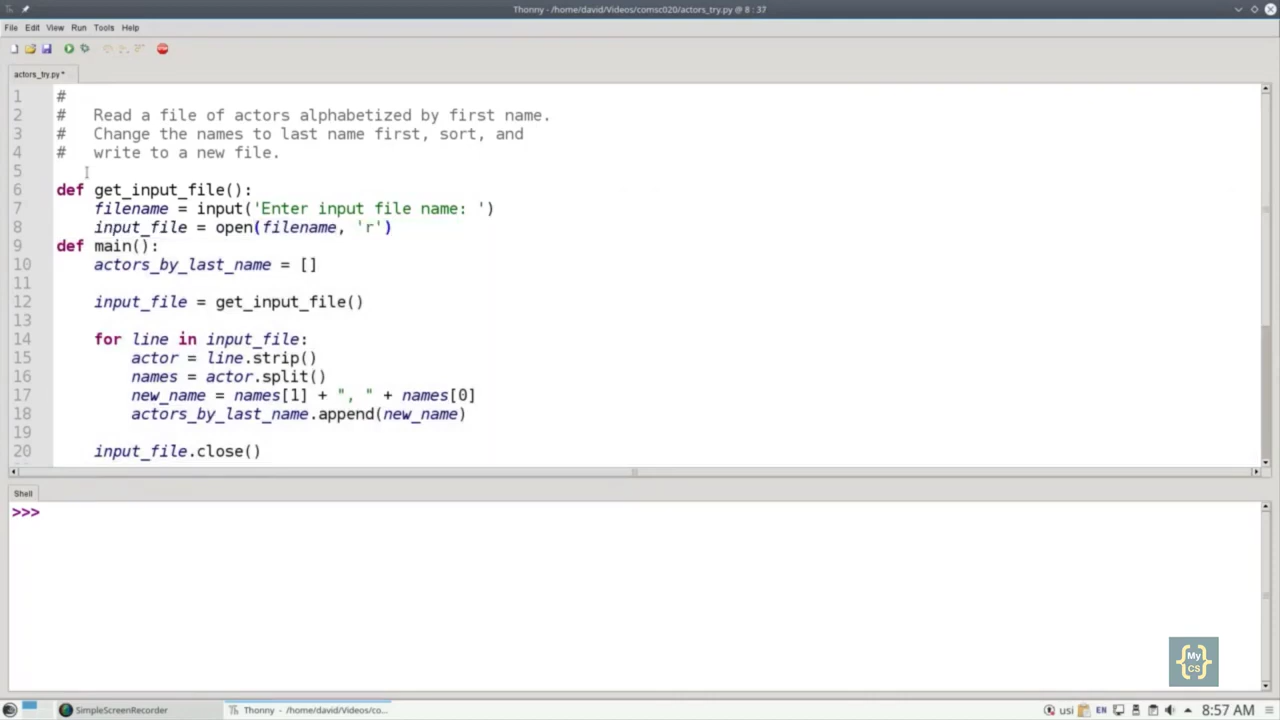 Thonny - /home/david/Videos/comsc020/actors_try.py @ 8 : 37
File Edit View Run Tools Help
actors_try.py *
1 #
2 #   Read a file of actors alphabetized by first name.
3 #   Change the names to last name first, sort, and
4 #   write to a new file.
5
6 def get_input_file():
7     filename = input('Enter input file name: ')
8     input_file = open(filename, 'r')
9 def main():
10     actors_by_last_name = []
11
12     input_file = get_input_file()
13
14     for line in input_file:
15         actor = line.strip()
16         names = actor.split()
17         new_name = names[1] + ", " + names[0]
18         actors_by_last_name.append(new_name)
19
20     input_file.close()
Shell
>>>
{My CS}
SimpleScreenRecorder
Thonny - /home/david/Videos/co...
usi EN 8:57 AM